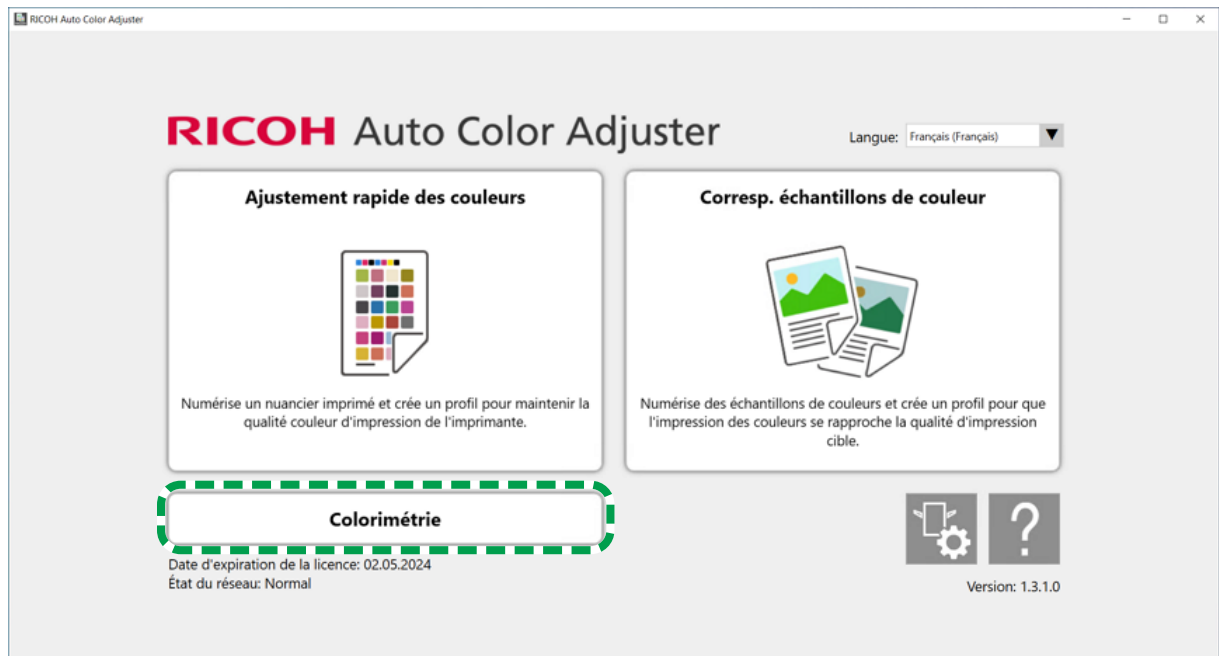 RICOH Auto Color Adjuster
RICOH Auto Color Adjuster
Langue: Français (Français)
Ajustement rapide des couleurs
Numérise un nuancier imprimé et crée un profil pour maintenir la
qualité couleur d'impression de l'imprimante.
Corresp. échantillons de couleur
Numérise des échantillons de couleurs et crée un profil pour que
l'impression des couleurs se rapproche la qualité d'impression
cible.
Colorimétrie
?
Date d'expiration de la licence: 02.05.2024
État du réseau: Normal
Version: 1.3.1.0